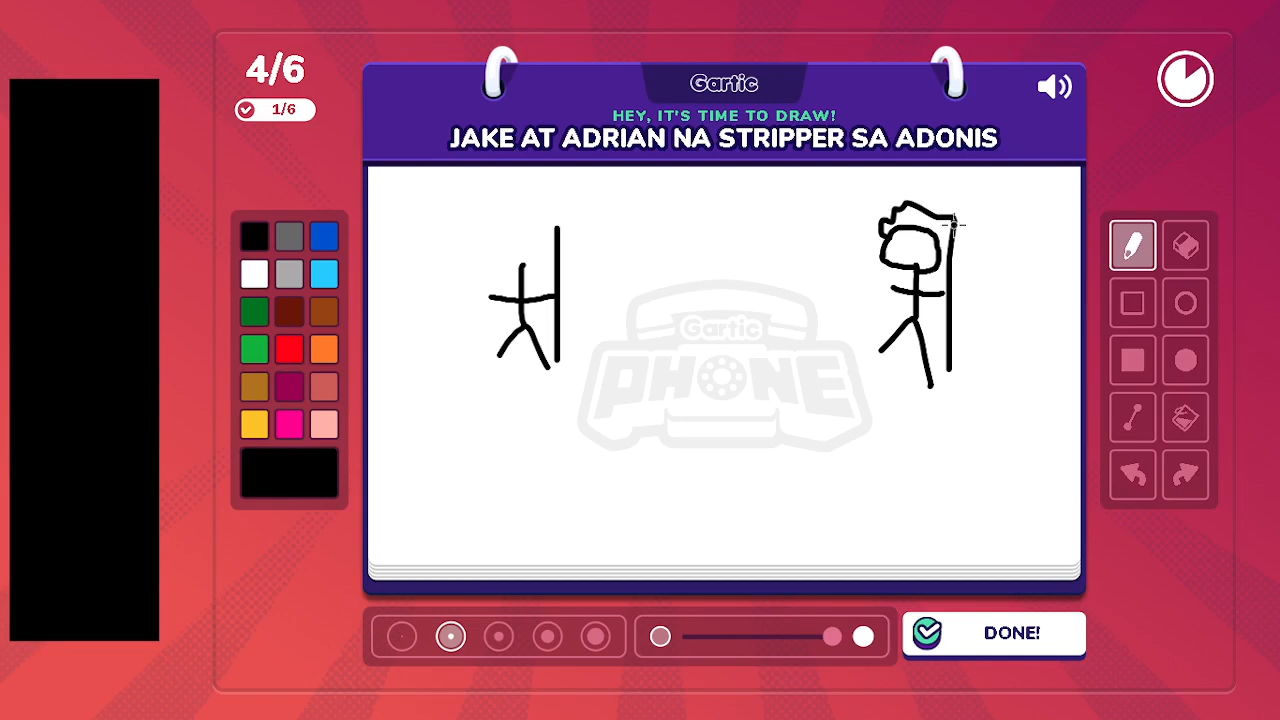 4/6
1/6
Gartic
HEY, IT'S TIME TO DRAW!
JAKE AT ADRIAN NA STRIPPER SA ADONIS
Gartic
PHONE
DONE!